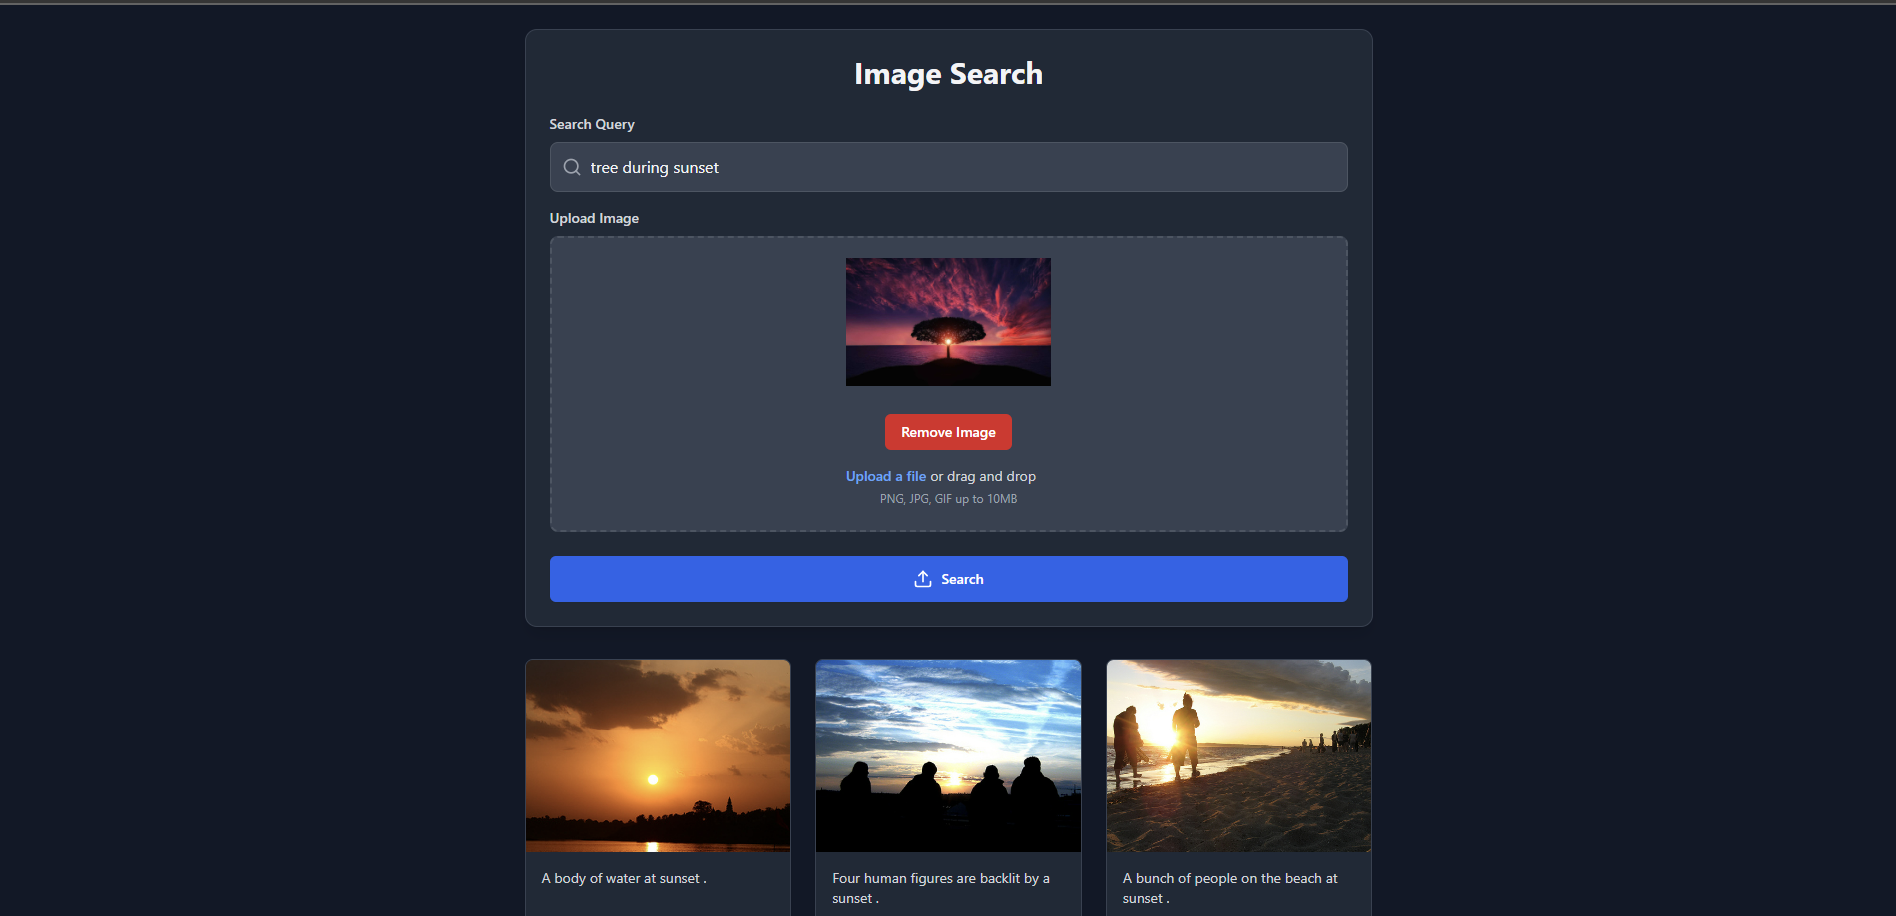 Image Search
Search Query
tree during sunset
Upload Image
Remove Image
Upload a file or drag and drop
PNG, JPG, GIF up to 10MB
Search
A body of water at sunset .
Four human figures are backlit by a
sunset .
A bunch of people on the beach at
sunset .